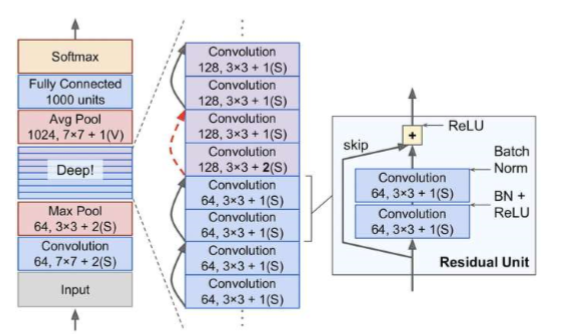 Softmax
Fully Connected
1000 units
Avg Pool
1024, 7×7 + 1(V)
Deep!
Max Pool
64, 3×3 + 2(S)
Convolution
64, 7×7 + 2(S)
Input
Convolution
128, 3×3 + 1(S)
Convolution
128, 3×3 + 1(S)
Convolution
128, 3×3 + 1(S)
Convolution
128, 3×3 + 2(S)
Convolution
64, 3×3 + 1(S)
Convolution
64, 3×3 + 1(S)
Convolution
64, 3×3 + 1(S)
Convolution
64, 3×3 + 1(S)
ReLU
+
skip
Batch
Norm
Convolution
64, 3×3 + 1(S)
BN +
ReLU
Convolution
64, 3×3 + 1(S)
Residual Unit